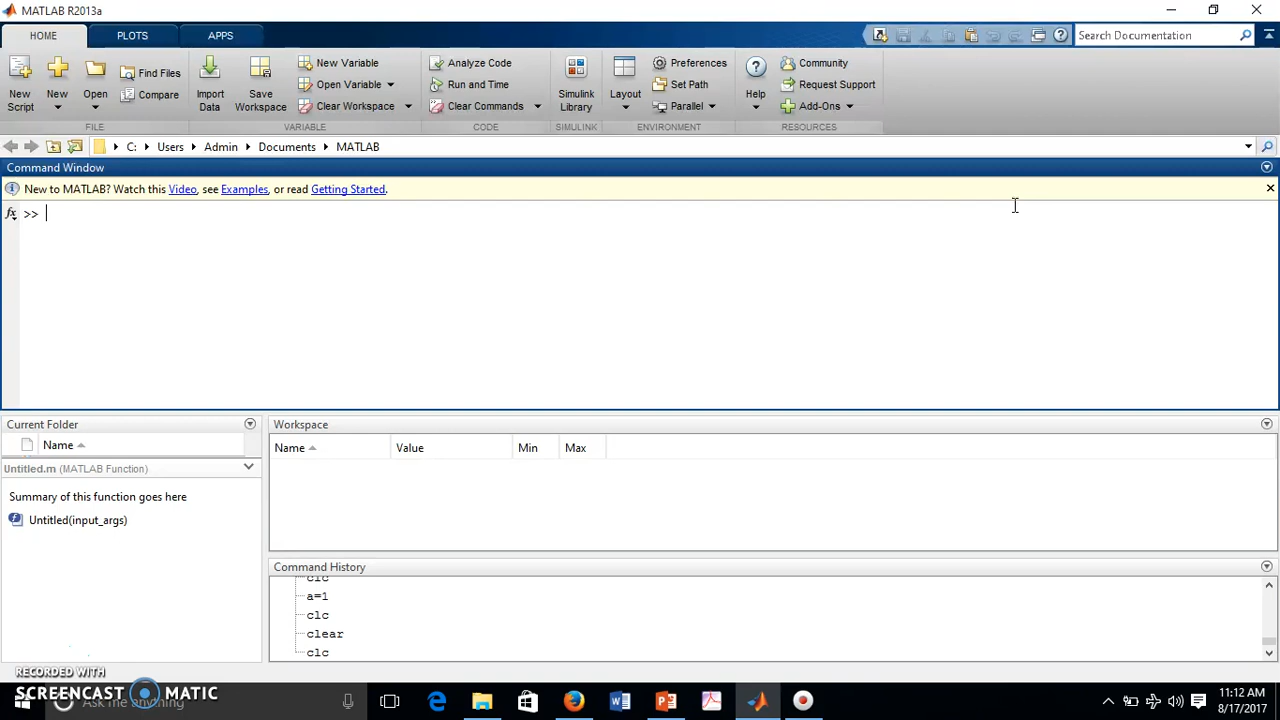 MATLAB R2013a
HOME PLOTS APPS
Search Documentation
New Script
New
Open
Find Files
Compare
FILE
Import Data
Save Workspace
New Variable
Open Variable
Clear Workspace
VARIABLE
Analyze Code
Run and Time
Clear Commands
CODE
Simulink Library
SIMULINK
Layout
Preferences
Set Path
Parallel
ENVIRONMENT
Help
Community
Request Support
Add-Ons
RESOURCES
C: Users Admin Documents MATLAB
Command Window
New to MATLAB? Watch this Video, see Examples, or read Getting Started.
fx >>
Current Folder
Name
Untitled.m (MATLAB Function)
Summary of this function goes here
Untitled(input_args)
Workspace
Name Value Min Max
Command History
clc
a=1
clc
clear
clc
RECORDED WITH
SCREENCAST MATIC
Ask me anything
11:12 AM
8/17/2017